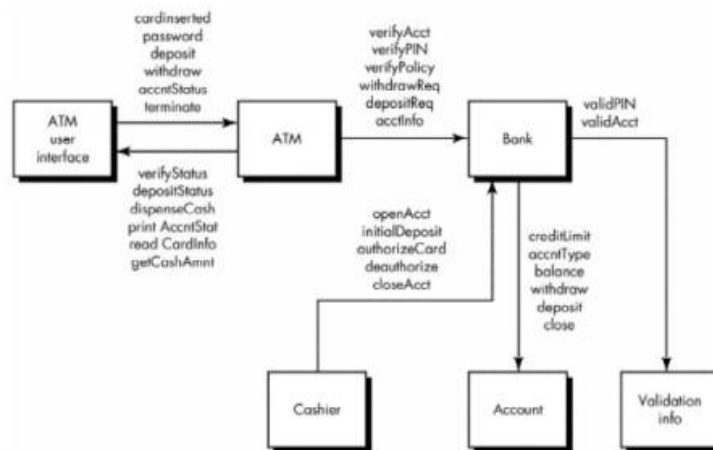 cardinserted
password
deposit
withdraw
accntStatus
terminate
verifyAcct
verifyPIN
verifyPolicy
withdrawReq
depositReq
acctInfo
validPIN
validAcct
ATM
user
interface
ATM
Bank
verifyStatus
depositStatus
dispenseCash
print AccntStat
read CardInfo
getCashAmnt
openAcct
initialDeposit
authorizeCard
deauthorize
closeAcct
creditLimit
accntType
balance
withdraw
deposit
close
Cashier
Account
Validation
info